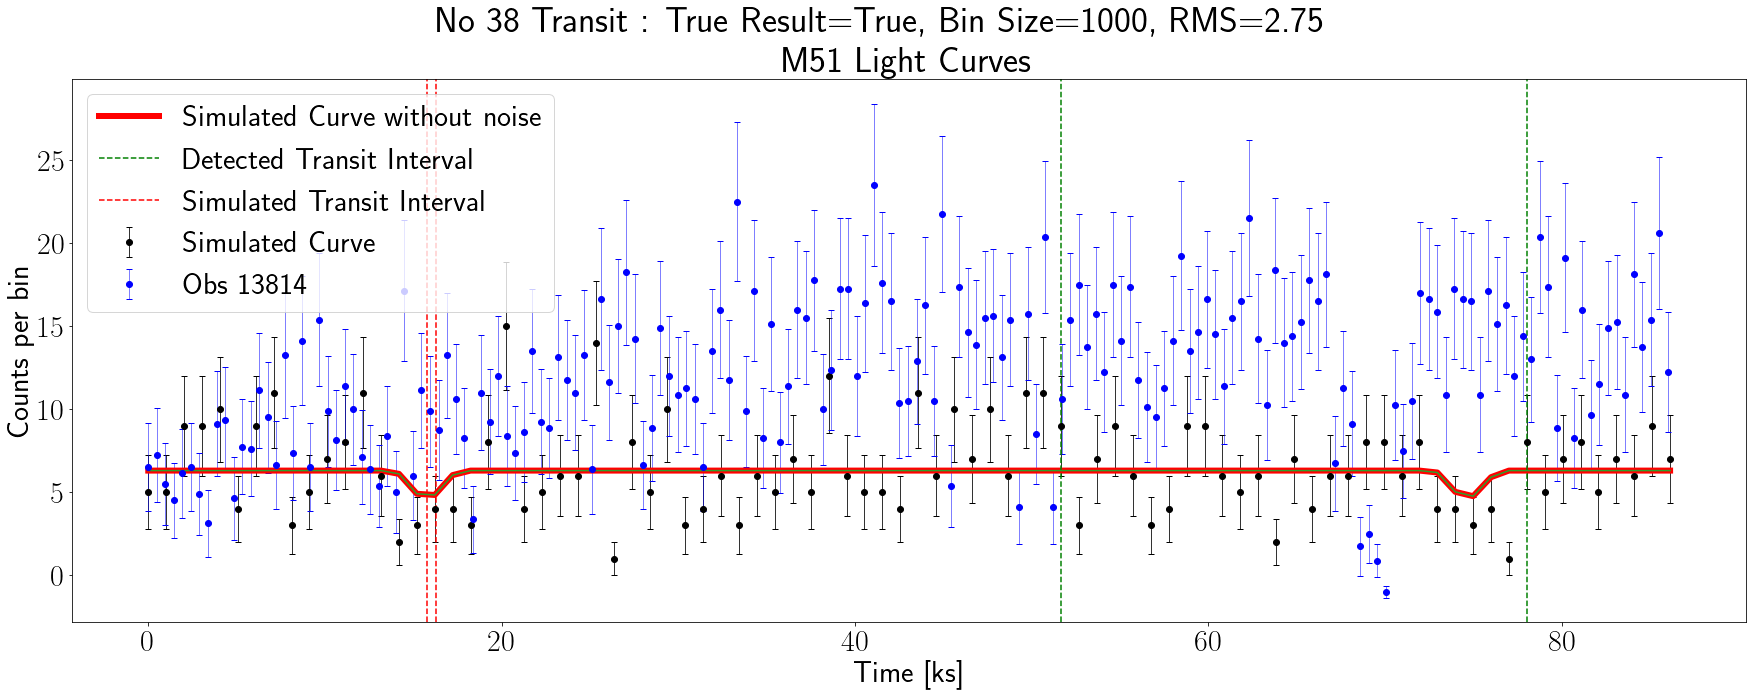 No 38 Transit : True Result=True, Bin Size=1000, RMS=2.75
M51 Light Curves
Simulated Curve without noise
Detected Transit Interval
Simulated Transit Interval
Simulated Curve
Obs 13814
Counts per bin
25
20
15
10
5
0
0 20 40 60 80
Time [ks]